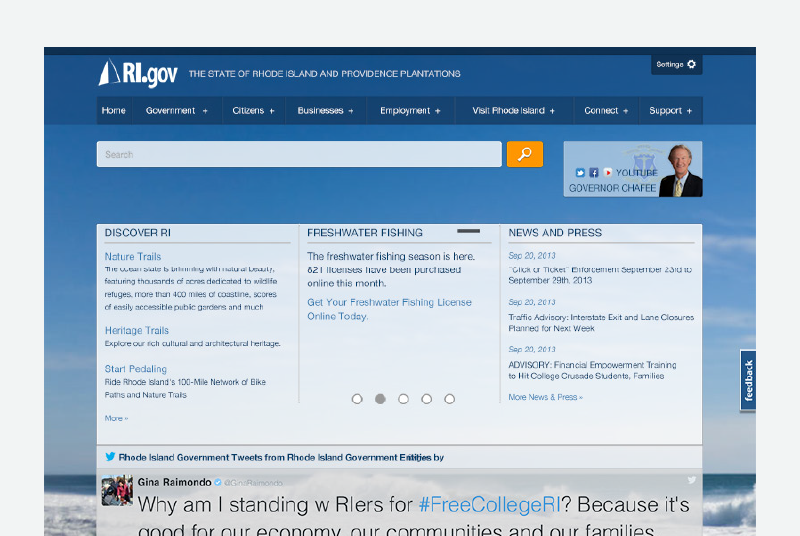 Settings
RI.gov THE STATE OF RHODE ISLAND AND PROVIDENCE PLANTATIONS
Home Government + Citizens + Businesses + Employment + Visit Rhode Island + Connect + Support +
Search
YOUTUBE
GOVERNOR CHAFEE
DISCOVER RI
Nature Trails
The ocean state is brimming with natural beauty,
featuring thousands of acres dedicated to wildlife
refuges, more than 400 miles of coastline, scores
of easily accessible public gardens and much
Heritage Trails
Explore our rich cultural and architectural heritage.
Start Pedaling
Ride Rhode Island's 100-Mile Network of Bike
Paths and Nature Trails
More »
FRESHWATER FISHING
The freshwater fishing season is here.
821 licenses have been purchased
online this month.
Get Your Freshwater Fishing License
Online Today.
NEWS AND PRESS
Sep 20, 2013
"Click or Ticket" Enforcement September 23rd to
September 29th, 2013
Sep 20, 2013
Traffic Advisory: Interstate Exit and Lane Closures
Planned for Next Week
Sep 20, 2013
ADVISORY: Financial Empowerment Training
to Hit College Crusade Students, Families
More News & Press »
feedback
Rhode Island Government Tweets from Rhode Island Government Entities by
Gina Raimondo @GinaRaimondo
Why am I standing w RIers for #FreeCollegeRI? Because it's
good for our economy, our communities and our families.